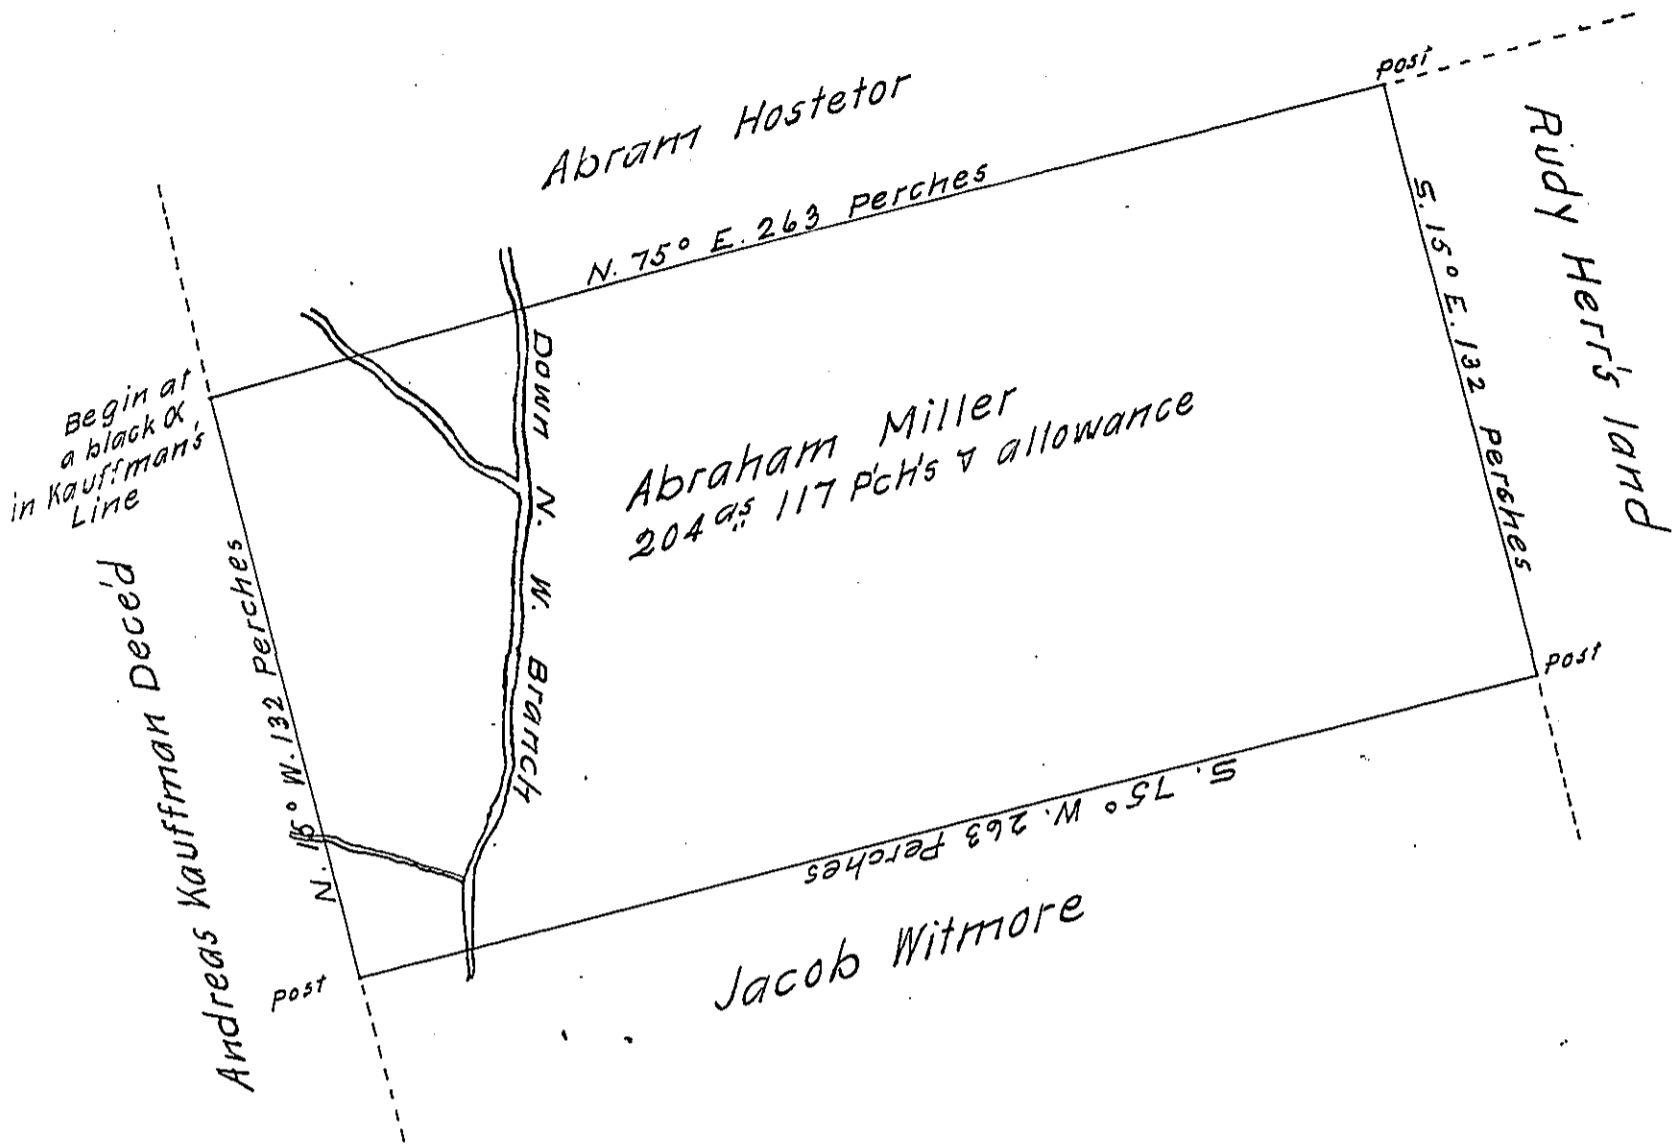 Abram Hostetor
post
N. 75° E. 263 Perches
Rudy Herr's land
S. 15° E. 132 Perches
Begin at
a black
in Kauffman's
Line
Down N. W. Branch
Abraham Miller
204 as 117 P'ch's & allowance
Andreas Kauffman Dece'd
N. 15° W. 132 Perches
post
S. 75° W. 263 Perches
post
Jacob Witmore